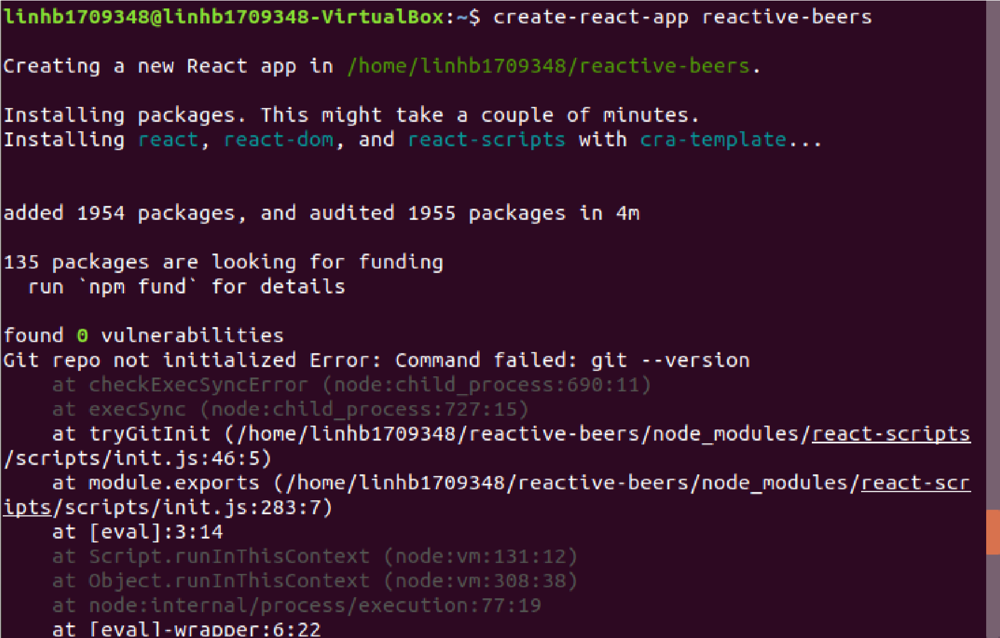 linhb1709348@linhb1709348-VirtualBox:~$ create-react-app reactive-beers
Creating a new React app in /home/linhb1709348/reactive-beers.
Installing packages. This might take a couple of minutes.
Installing react, react-dom, and react-scripts with cra-template...
added 1954 packages, and audited 1955 packages in 4m
135 packages are looking for funding
  run `npm fund` for details
found 0 vulnerabilities
Git repo not initialized Error: Command failed: git --version
    at checkExecSyncError (node:child_process:690:11)
    at execSync (node:child_process:727:15)
    at tryGitInit (/home/linhb1709348/reactive-beers/node_modules/react-scripts
/scripts/init.js:46:5)
    at module.exports (/home/linhb1709348/reactive-beers/node_modules/react-scr
ipts/scripts/init.js:283:7)
    at [eval]:3:14
    at Script.runInThisContext (node:vm:131:12)
    at Object.runInThisContext (node:vm:308:38)
    at node:internal/process/execution:77:19
    at [eval]-wrapper:6:22